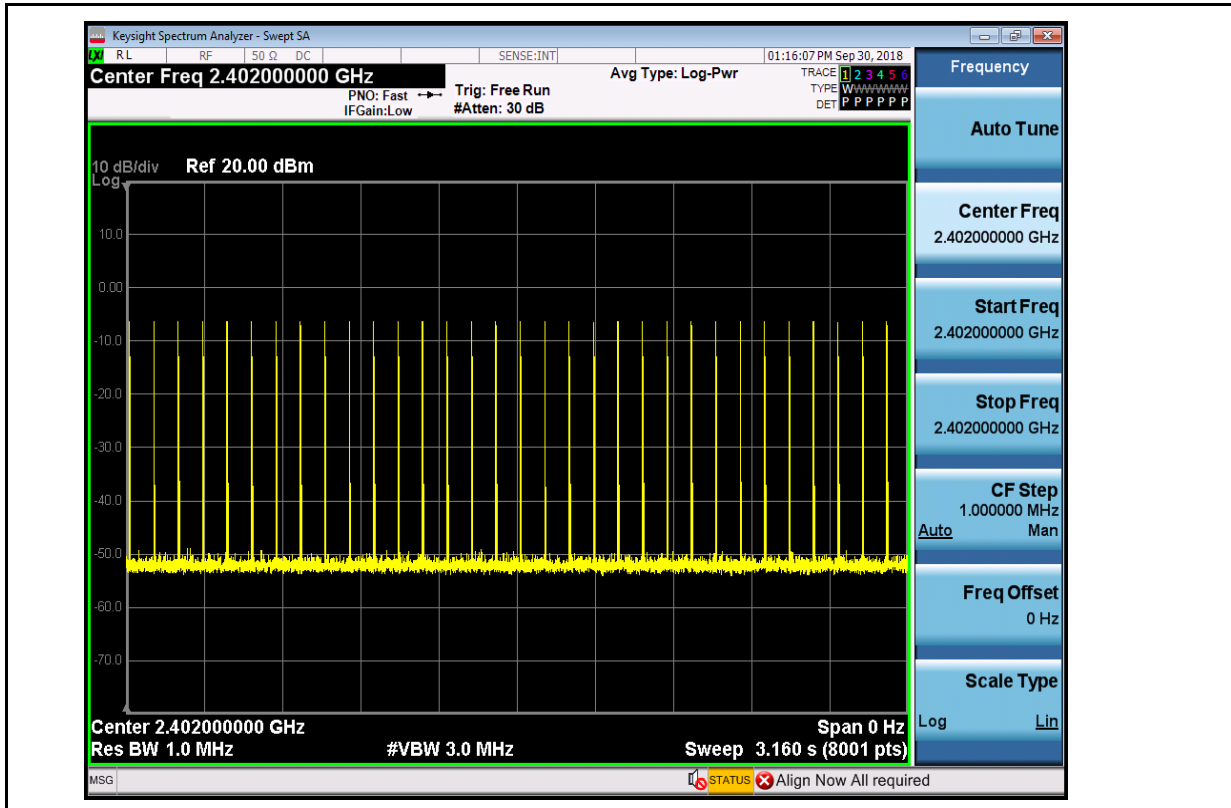 Keysight Spectrum Analyzer - Swept SA
LXI RL RF 50 Ω DC SENSE:INT 01:16:07 PM Sep 30, 2018
Center Freq 2.402000000 GHz
Avg Type: Log-Pwr
TRACE 1 2 3 4 5 6
TYPE WWWWWW
DET P P P P P P
PNO: Fast
IFGain:Low
Trig: Free Run
#Atten: 30 dB
10 dB/div Ref 20.00 dBm
Log
10.0
0.00
-10.0
-20.0
-30.0
-40.0
-50.0
-60.0
-70.0
Center 2.402000000 GHz Span 0 Hz
Res BW 1.0 MHz #VBW 3.0 MHz Sweep 3.160 s (8001 pts)
MSG STATUS Align Now All required
Frequency
Auto Tune
Center Freq
2.402000000 GHz
Start Freq
2.402000000 GHz
Stop Freq
2.402000000 GHz
CF Step
1.000000 MHz
Auto Man
Freq Offset
0 Hz
Scale Type
Log Lin